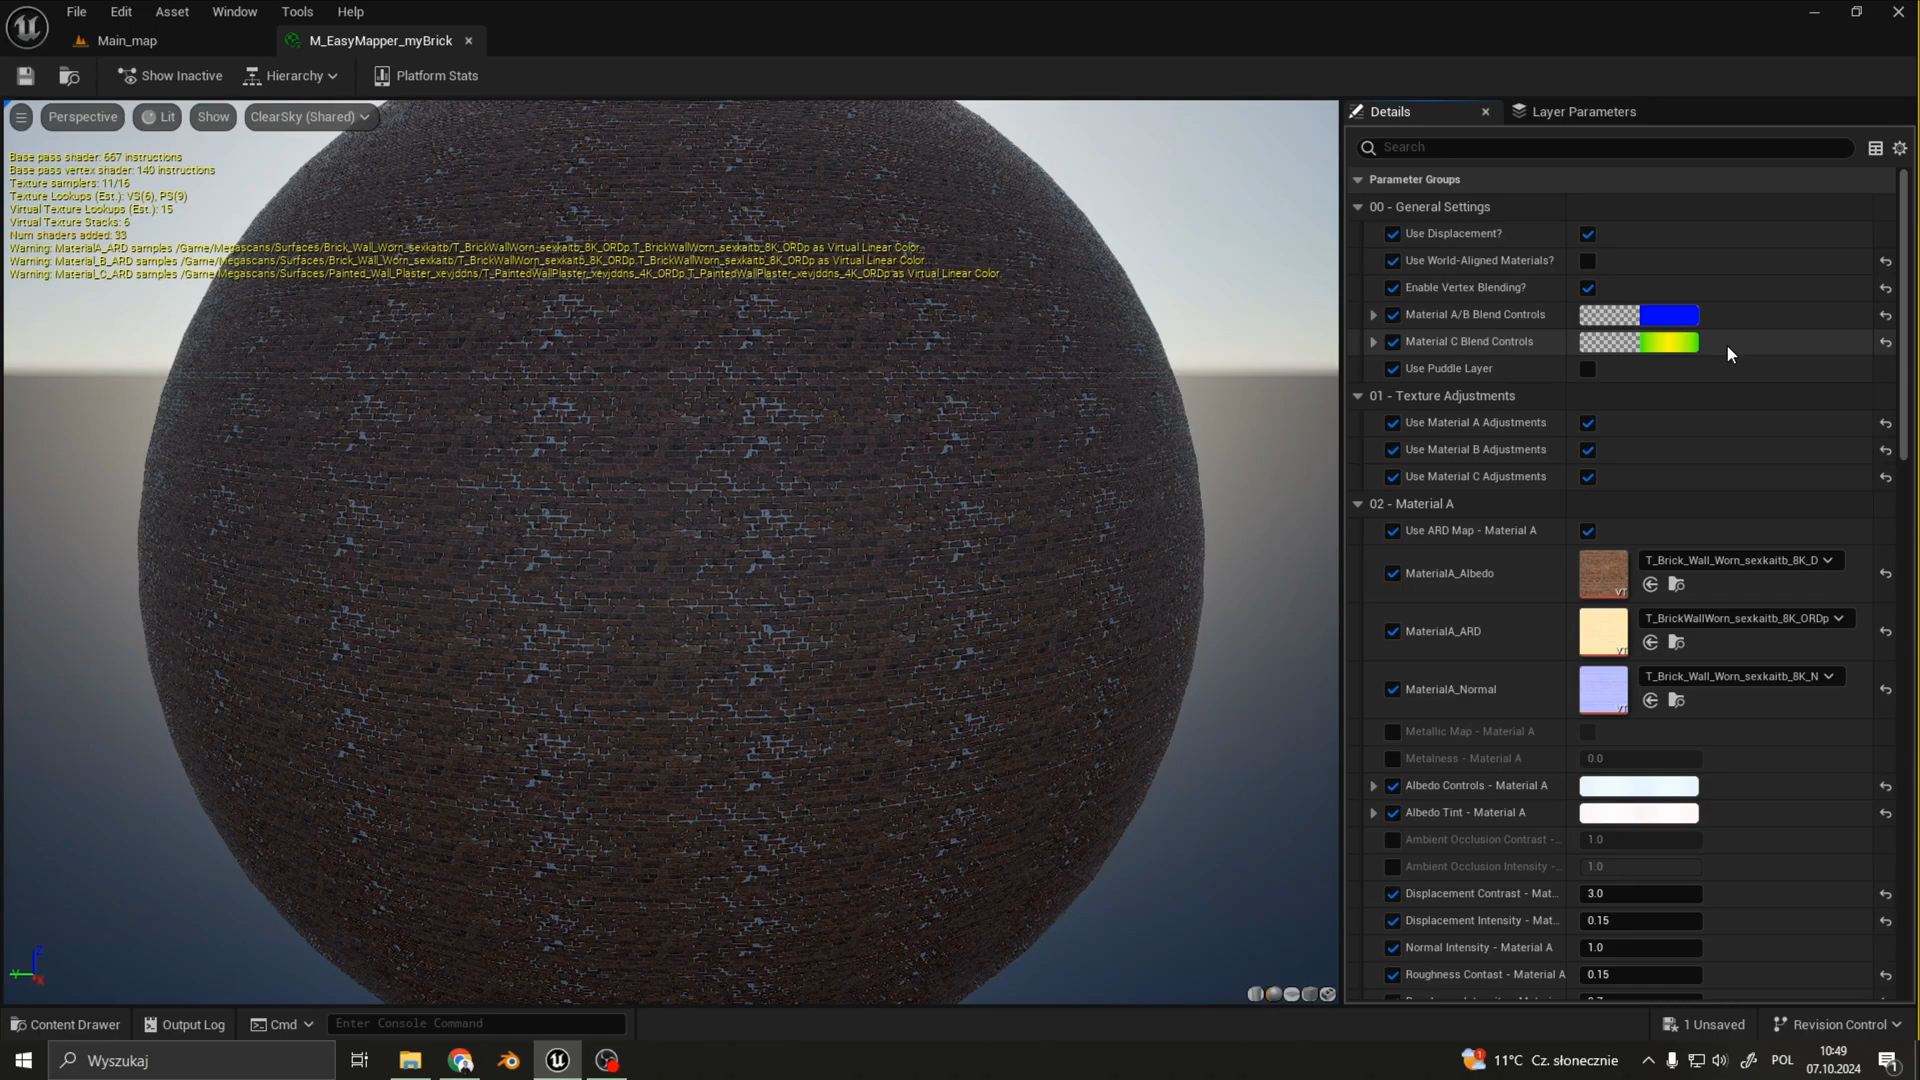 File Edit Asset Window Tools Help
Main_map
M_EasyMapper_myBrick
Show Inactive
Hierarchy
Platform Stats
Perspective
Lit
Show
ClearSky (Shared)
Base pass shader: 667 instructions
Base pass vertex shader: 140 instructions
Texture samplers: 11/16
Texture Lookups (Est.): VS(6), PS(9)
Virtual Texture Lookups (Est.): 15
Virtual Texture Stacks: 6
Num shaders added: 33
Warning: MaterialA_ARD samples /Game/Megascans/Surfaces/Brick_Wall_Worn_sexkaitb/T_BrickWallWorn_sexkaitb_8K_ORDp.T_BrickWallWorn_sexkaitb_8K_ORDp as Virtual Linear Color.
Warning: Material_B_ARD samples /Game/Megascans/Surfaces/Brick_Wall_Worn_sexkaitb/T_BrickWallWorn_sexkaitb_8K_ORDp.T_BrickWallWorn_sexkaitb_8K_ORDp as Virtual Linear Color.
Warning: Material_C_ARD samples /Game/Megascans/Surfaces/Painted_Wall_Plaster_xevjddns/T_PaintedWallPlaster_xevjddns_4K_ORDp.T_PaintedWallPlaster_xevjddns_4K_ORDp as Virtual Linear Color.
Details
Layer Parameters
Search
Parameter Groups
00 - General Settings
Use Displacement?
Use World-Aligned Materials?
Enable Vertex Blending?
Material A/B Blend Controls
Material C Blend Controls
Use Puddle Layer
01 - Texture Adjustments
Use Material A Adjustments
Use Material B Adjustments
Use Material C Adjustments
02 - Material A
Use ARD Map - Material A
MaterialA_Albedo
VT
T_Brick_Wall_Worn_sexkaitb_8K_D
MaterialA_ARD
VT
T_BrickWallWorn_sexkaitb_8K_ORDp
MaterialA_Normal
VT
T_Brick_Wall_Worn_sexkaitb_8K_N
Metallic Map - Material A
Metalness - Material A 0.0
Albedo Controls - Material A
Albedo Tint - Material A
Ambient Occlusion Contrast -... 1.0
Ambient Occlusion Intensity -... 1.0
Displacement Contrast - Mat... 3.0
Displacement Intensity - Mat... 0.15
Normal Intensity - Material A 1.0
Roughness Contast - Material A 0.15
Content Drawer
Output Log
Cmd
Enter Console Command
1 Unsaved
Revision Control
Wyszukaj
1
11°C Cz. słonecznie
POL
10:49
07.10.2024
1